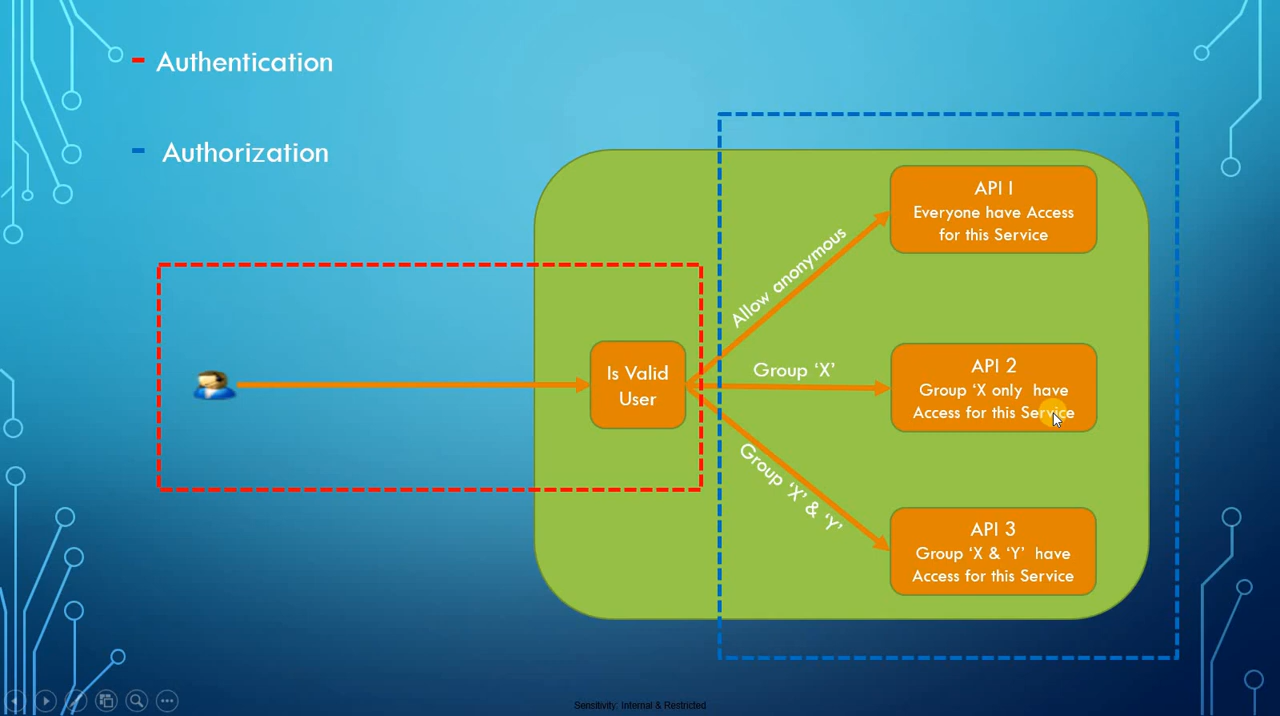 Authentication
Authorization
API I
Everyone have Access
for this Service
Allow anonymous
Is Valid
User
Group ‘X’
API 2
Group ‘X only have
Access for this Service
Group ‘X’ & ‘Y’
API 3
Group ‘X & ‘Y’ have
Access for this Service
Sensitivity: Internal & Restricted